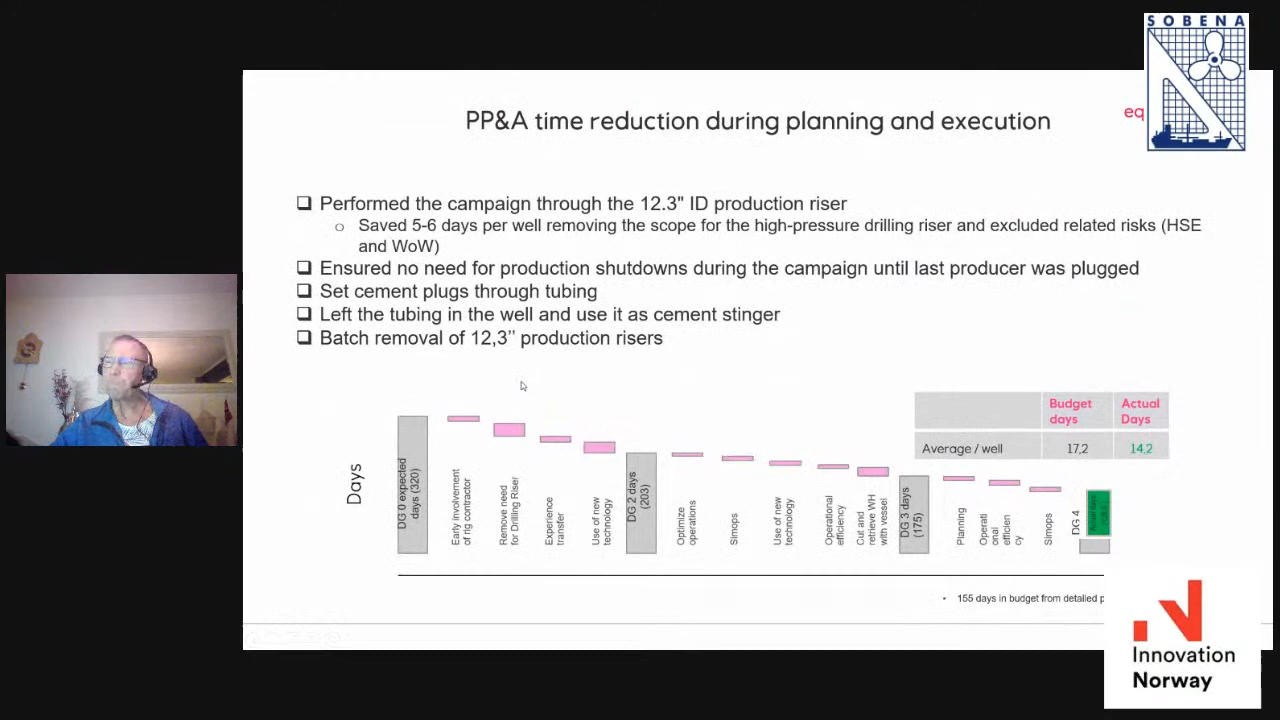 SOBENA
PP&A time reduction during planning and execution
eq
❑ Performed the campaign through the 12.3" ID production riser
o Saved 5-6 days per well removing the scope for the high-pressure drilling riser and excluded related risks (HSE
and WoW)
❑ Ensured no need for production shutdowns during the campaign until last producer was plugged
❑ Set cement plugs through tubing
❑ Left the tubing in the well and use it as cement stinger
❑ Batch removal of 12,3’’ production risers
Budget
days
Actual
Days
Average / well
17,2
14,2
Days
DG 0 expected
days (320)
Early involvement
of rig contractor
Remove need
for Drilling Riser
Experience
transfer
Use of new
technology
DG 2 days
(203)
Optimize
operations
Simops
Use of new
technology
Operational
efficiency
Cut and
retrieve WH
with vessel
DG 3 days
(175)
Planning
Operati
onal
efficien
cy
Simops
DG 4
• 155 days in budget from detailed p
Innovation
Norway